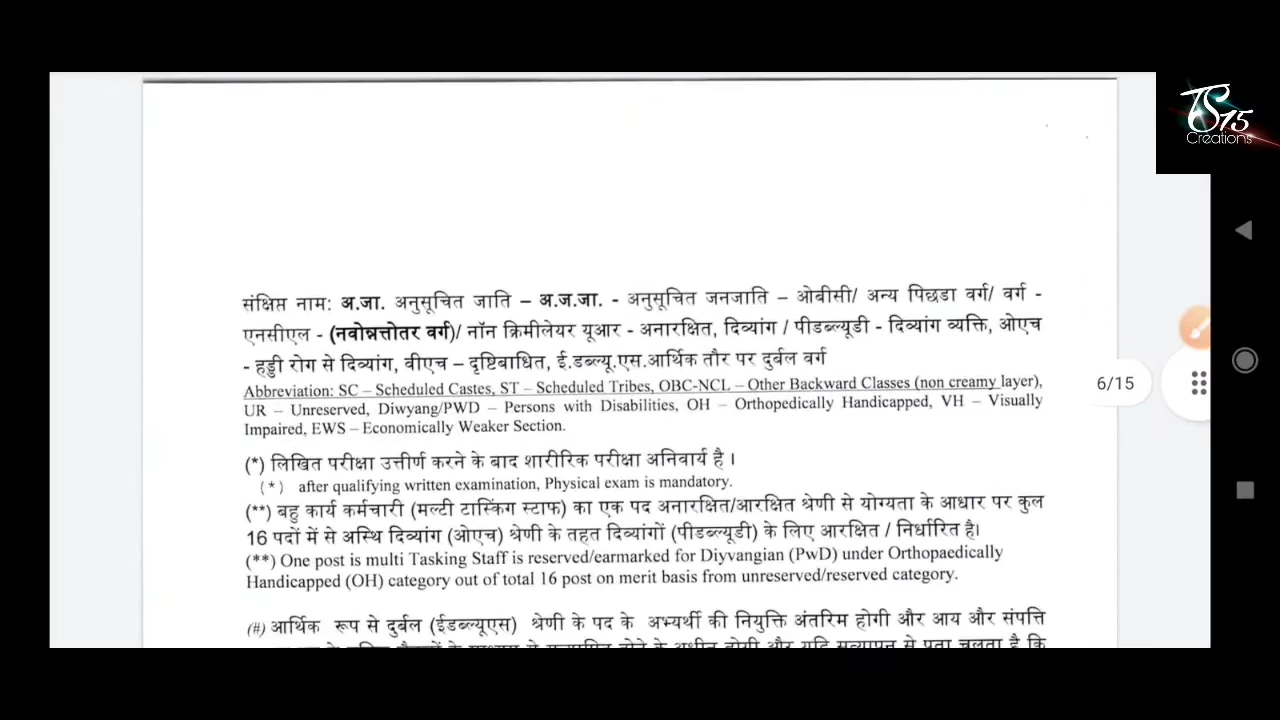 TS15
Creations
संक्षिप्त नाम: अ.जा. अनुसूचित जाति – अ.ज.जा. - अनुसूचित जनजाति – ओबीसी/ अन्य पिछडा वर्ग/ वर्ग -
एनसीएल - (नवोन्नत्तोतर वर्ग)/ नॉन क्रिमीलेयर यूआर - अनारक्षित, दिव्यांग / पीडब्ल्यूडी - दिव्यांग व्यक्ति, ओएच
- हड्डी रोग से दिव्यांग, वीएच – दृष्टिबाधित, ई.डब्ल्यू.एस.आर्थिक तौर पर दुर्बल वर्ग
Abbreviation: SC – Scheduled Castes, ST – Scheduled Tribes, OBC-NCL – Other Backward Classes (non creamy layer),
UR – Unreserved, Diwyang/PWD – Persons with Disabilities, OH – Orthopedically Handicapped, VH – Visually
Impaired, EWS – Economically Weaker Section.
6/15
(*) लिखित परीक्षा उत्तीर्ण करने के बाद शारीरिक परीक्षा अनिवार्य है ।
(*) after qualifying written examination, Physical exam is mandatory.
(**) बहु कार्य कर्मचारी (मल्टी टास्किंग स्टाफ) का एक पद अनारक्षित/आरक्षित श्रेणी से योग्यता के आधार पर कुल
16 पदों में से अस्थि दिव्यांग (ओएच) श्रेणी के तहत दिव्यांगों (पीडब्ल्यूडी) के लिए आरक्षित / निर्धारित है।
(**) One post is multi Tasking Staff is reserved/earmarked for Diyvangian (PwD) under Orthopaedically
Handicapped (OH) category out of total 16 post on merit basis from unreserved/reserved category.
(#) आर्थिक रूप से दुर्बल (ईडब्ल्यूएस) श्रेणी के पद के अभ्यर्थी की नियुक्ति अंतरिम होगी और आय और संपत्ति
के अधीन होगी और यदि सत्यापन से पता चलता है कि